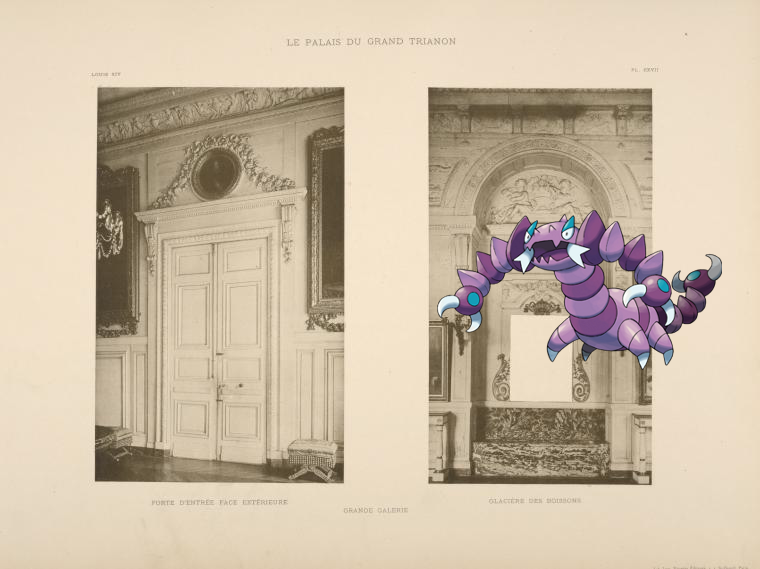 LE PALAIS DU GRAND TRIANON
LOUIS XIV
PL. XXVII
PORTE D'ENTRÉE FACE EXTÉRIEURE
GLACIÈRE DES BOISSONS
GRANDE GALERIE